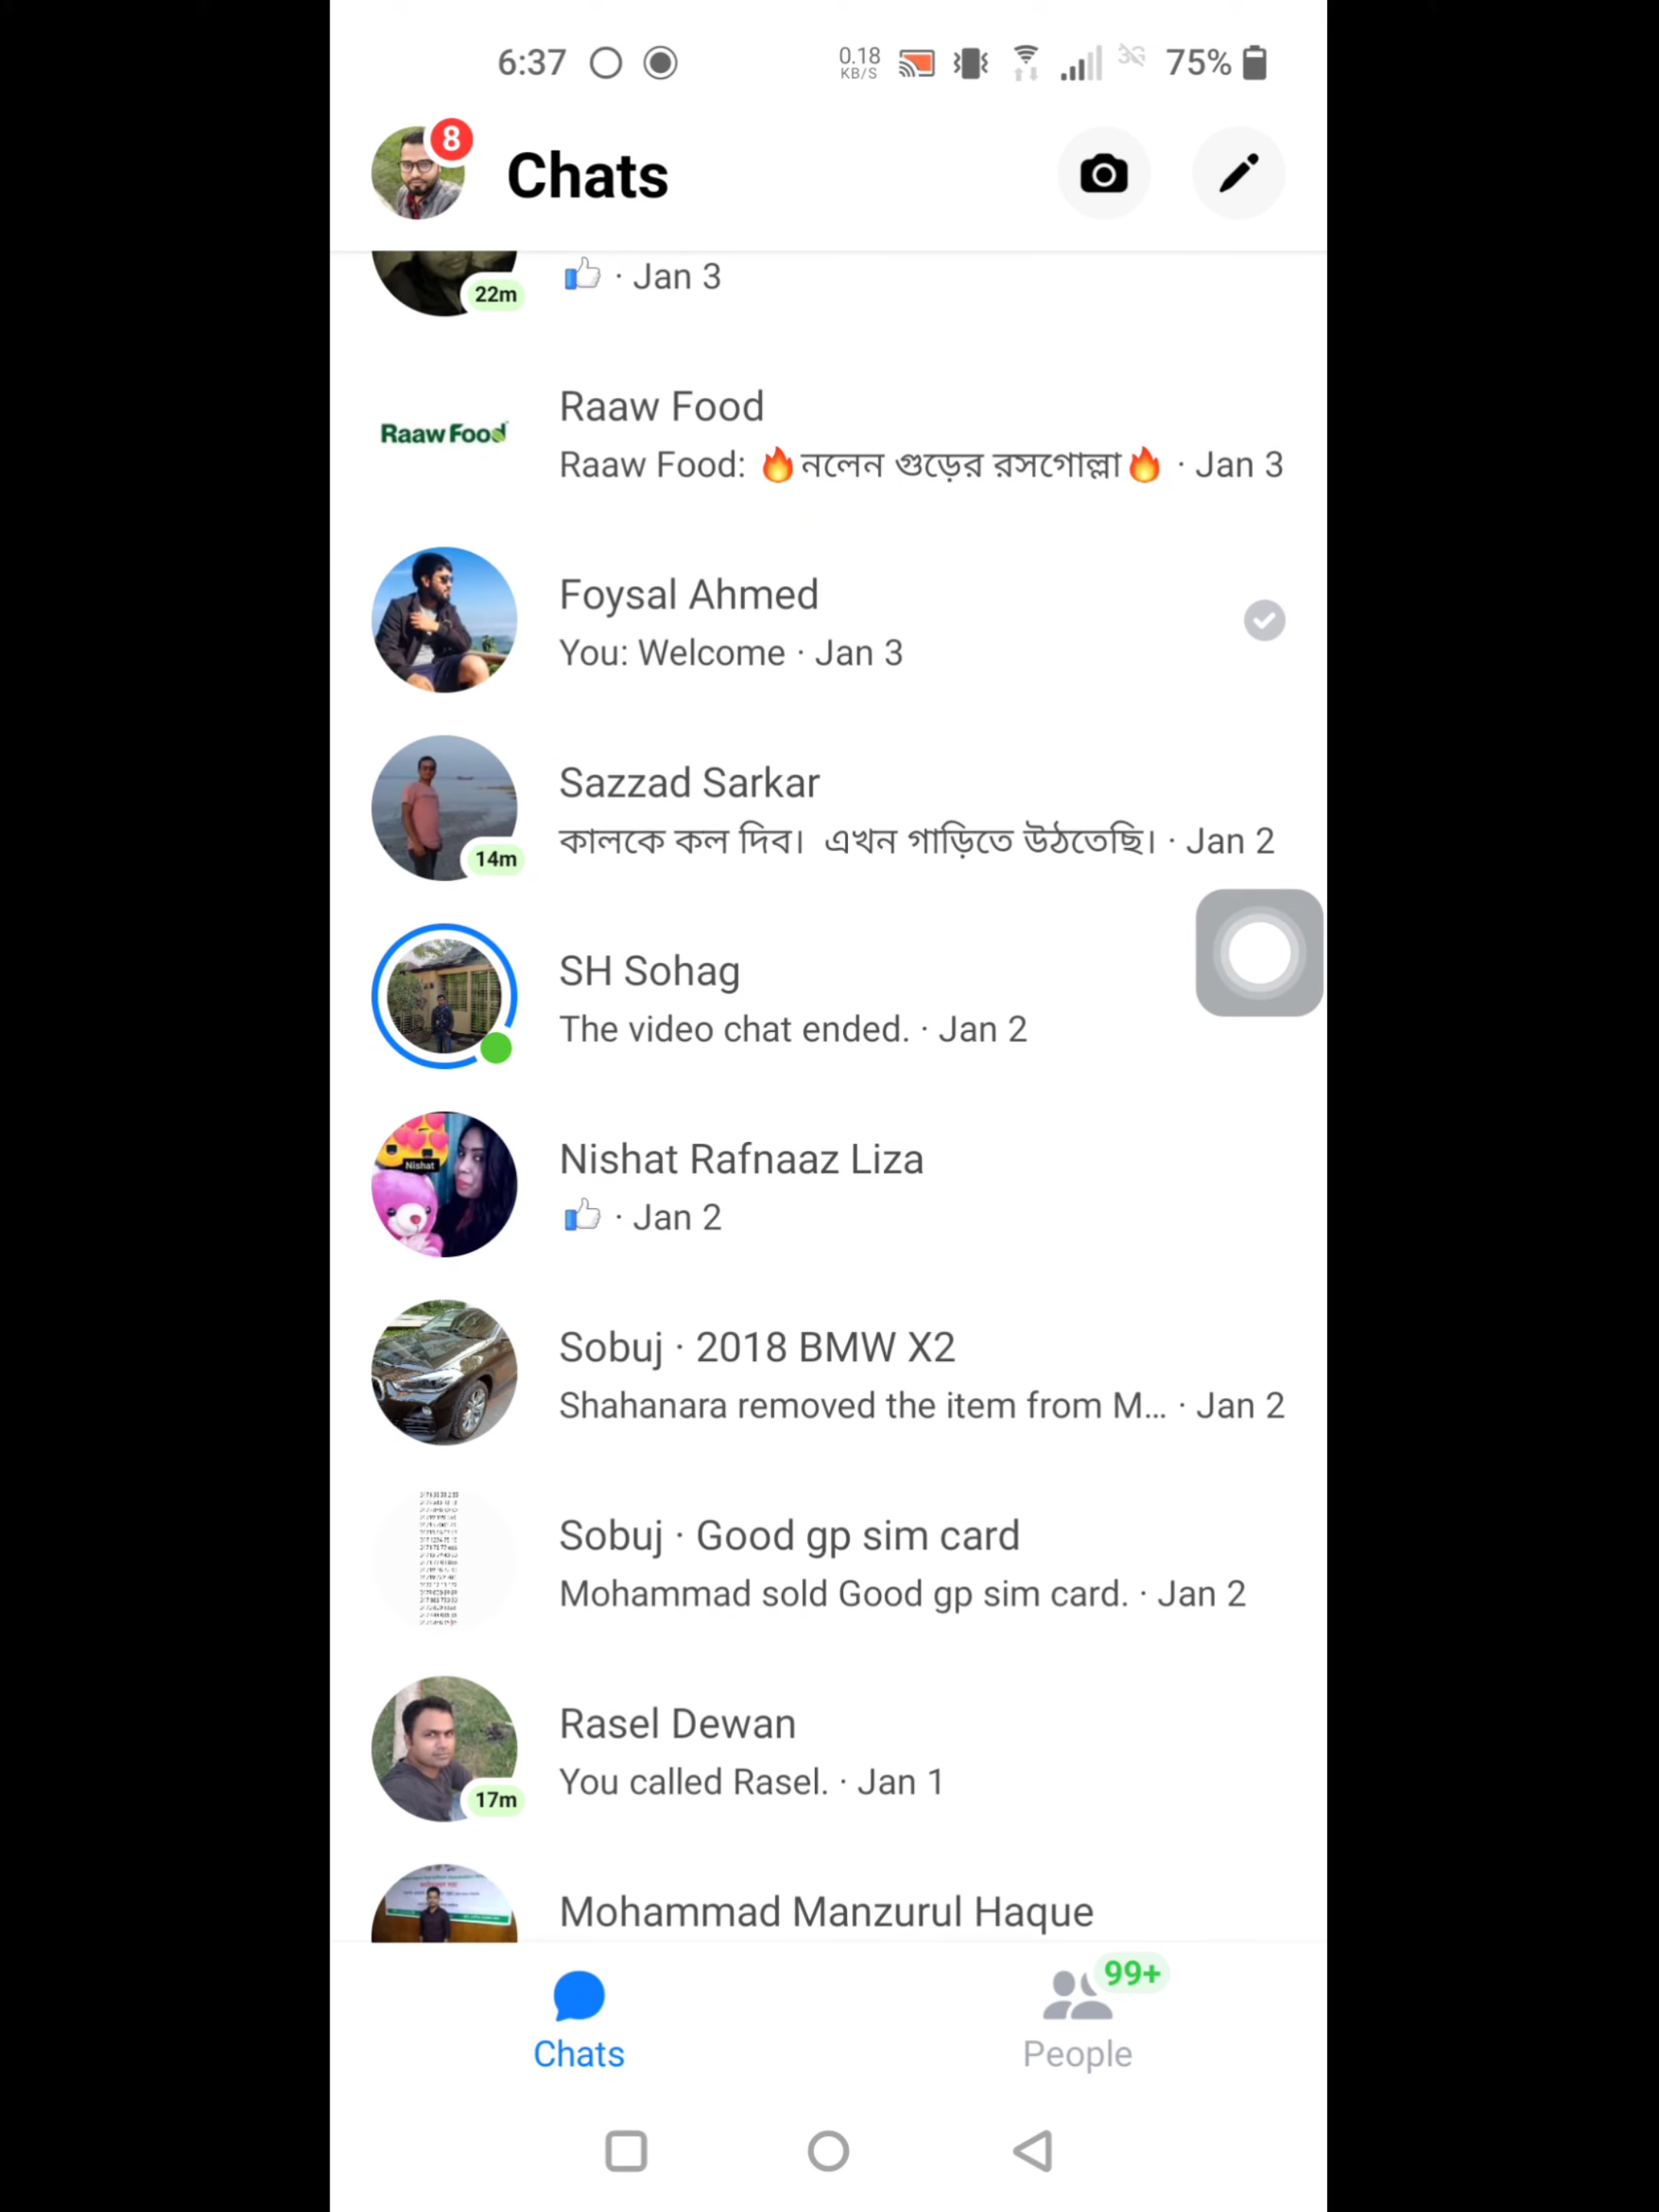 6:37 0.18 KB/S 3G 75%
8
Chats
22m
👍 · Jan 3
Raaw Food
Raaw Food
Raaw Food: 🔥নলেন গুড়ের রসগোল্লা🔥 · Jan 3
Foysal Ahmed
You: Welcome · Jan 3
Sazzad Sarkar
কালকে কল দিব। এখন গাড়িতে উঠতেছি। · Jan 2
14m
SH Sohag
The video chat ended. · Jan 2
Nishat
Nishat Rafnaaz Liza
👍 · Jan 2
Sobuj · 2018 BMW X2
Shahanara removed the item from M... · Jan 2
Sobuj · Good gp sim card
Mohammad sold Good gp sim card. · Jan 2
Rasel Dewan
You called Rasel. · Jan 1
17m
Mohammad Manzurul Haque
99+
Chats
People